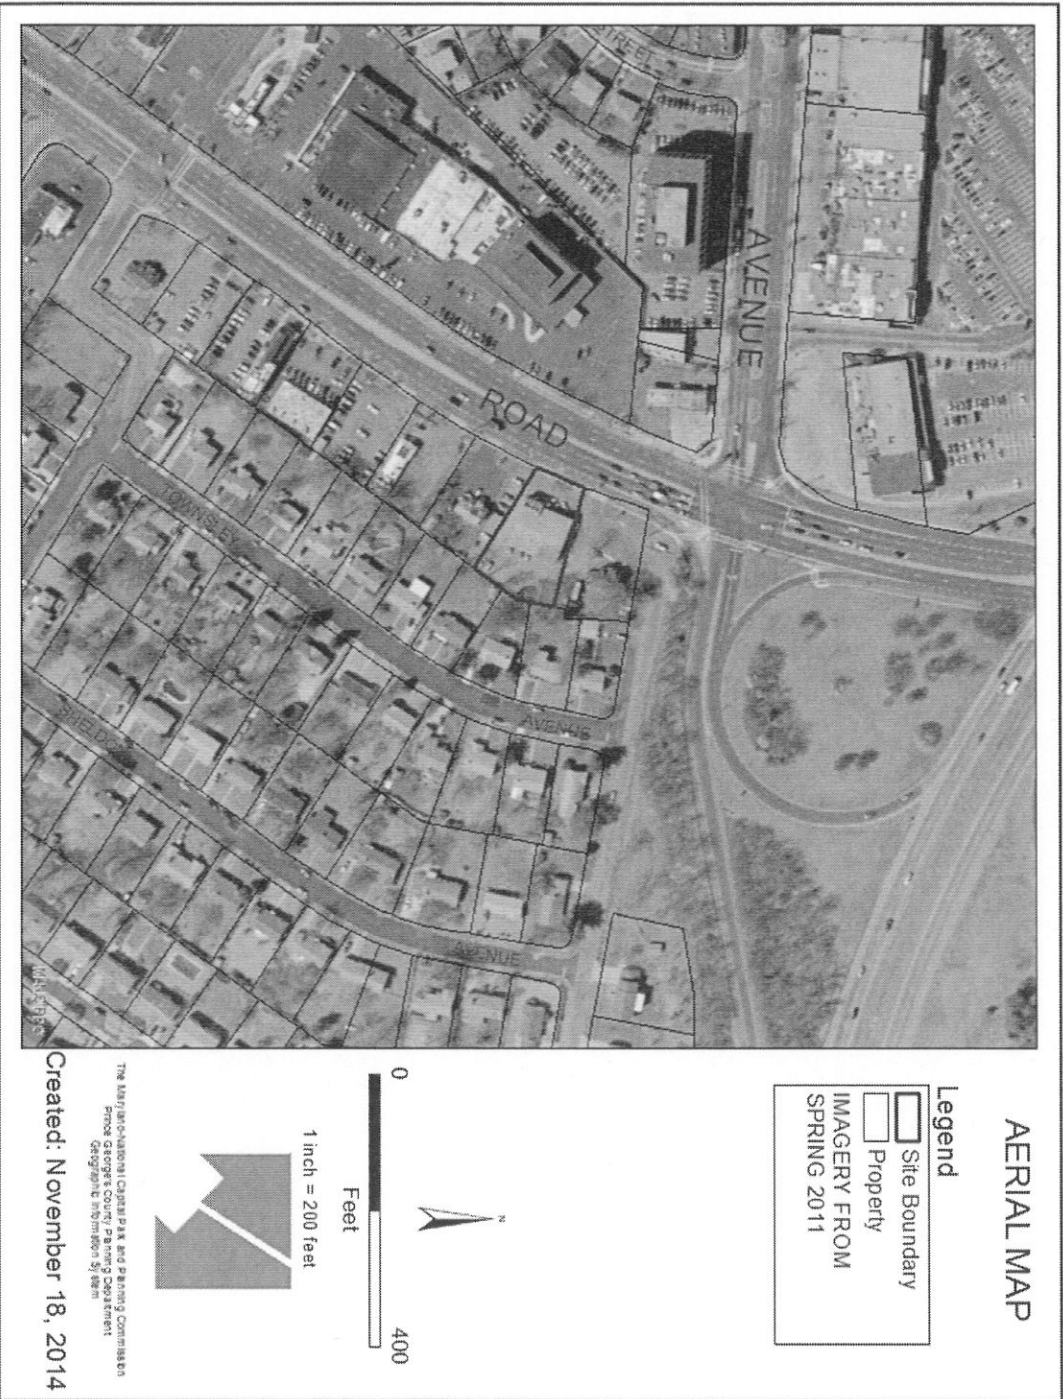 AERIAL MAP
Legend
Site Boundary
Property
IMAGERY FROM
SPRING 2011
N
0
400
Feet
1 inch = 200 feet
The Maryland-National Capital Park and Planning Commission
Prince George's County Planning Department
Geographic Information System
Created: November 18, 2014
STREET
AVENUE
ROAD
TOWNSLEY
AVENUE
AVENUE